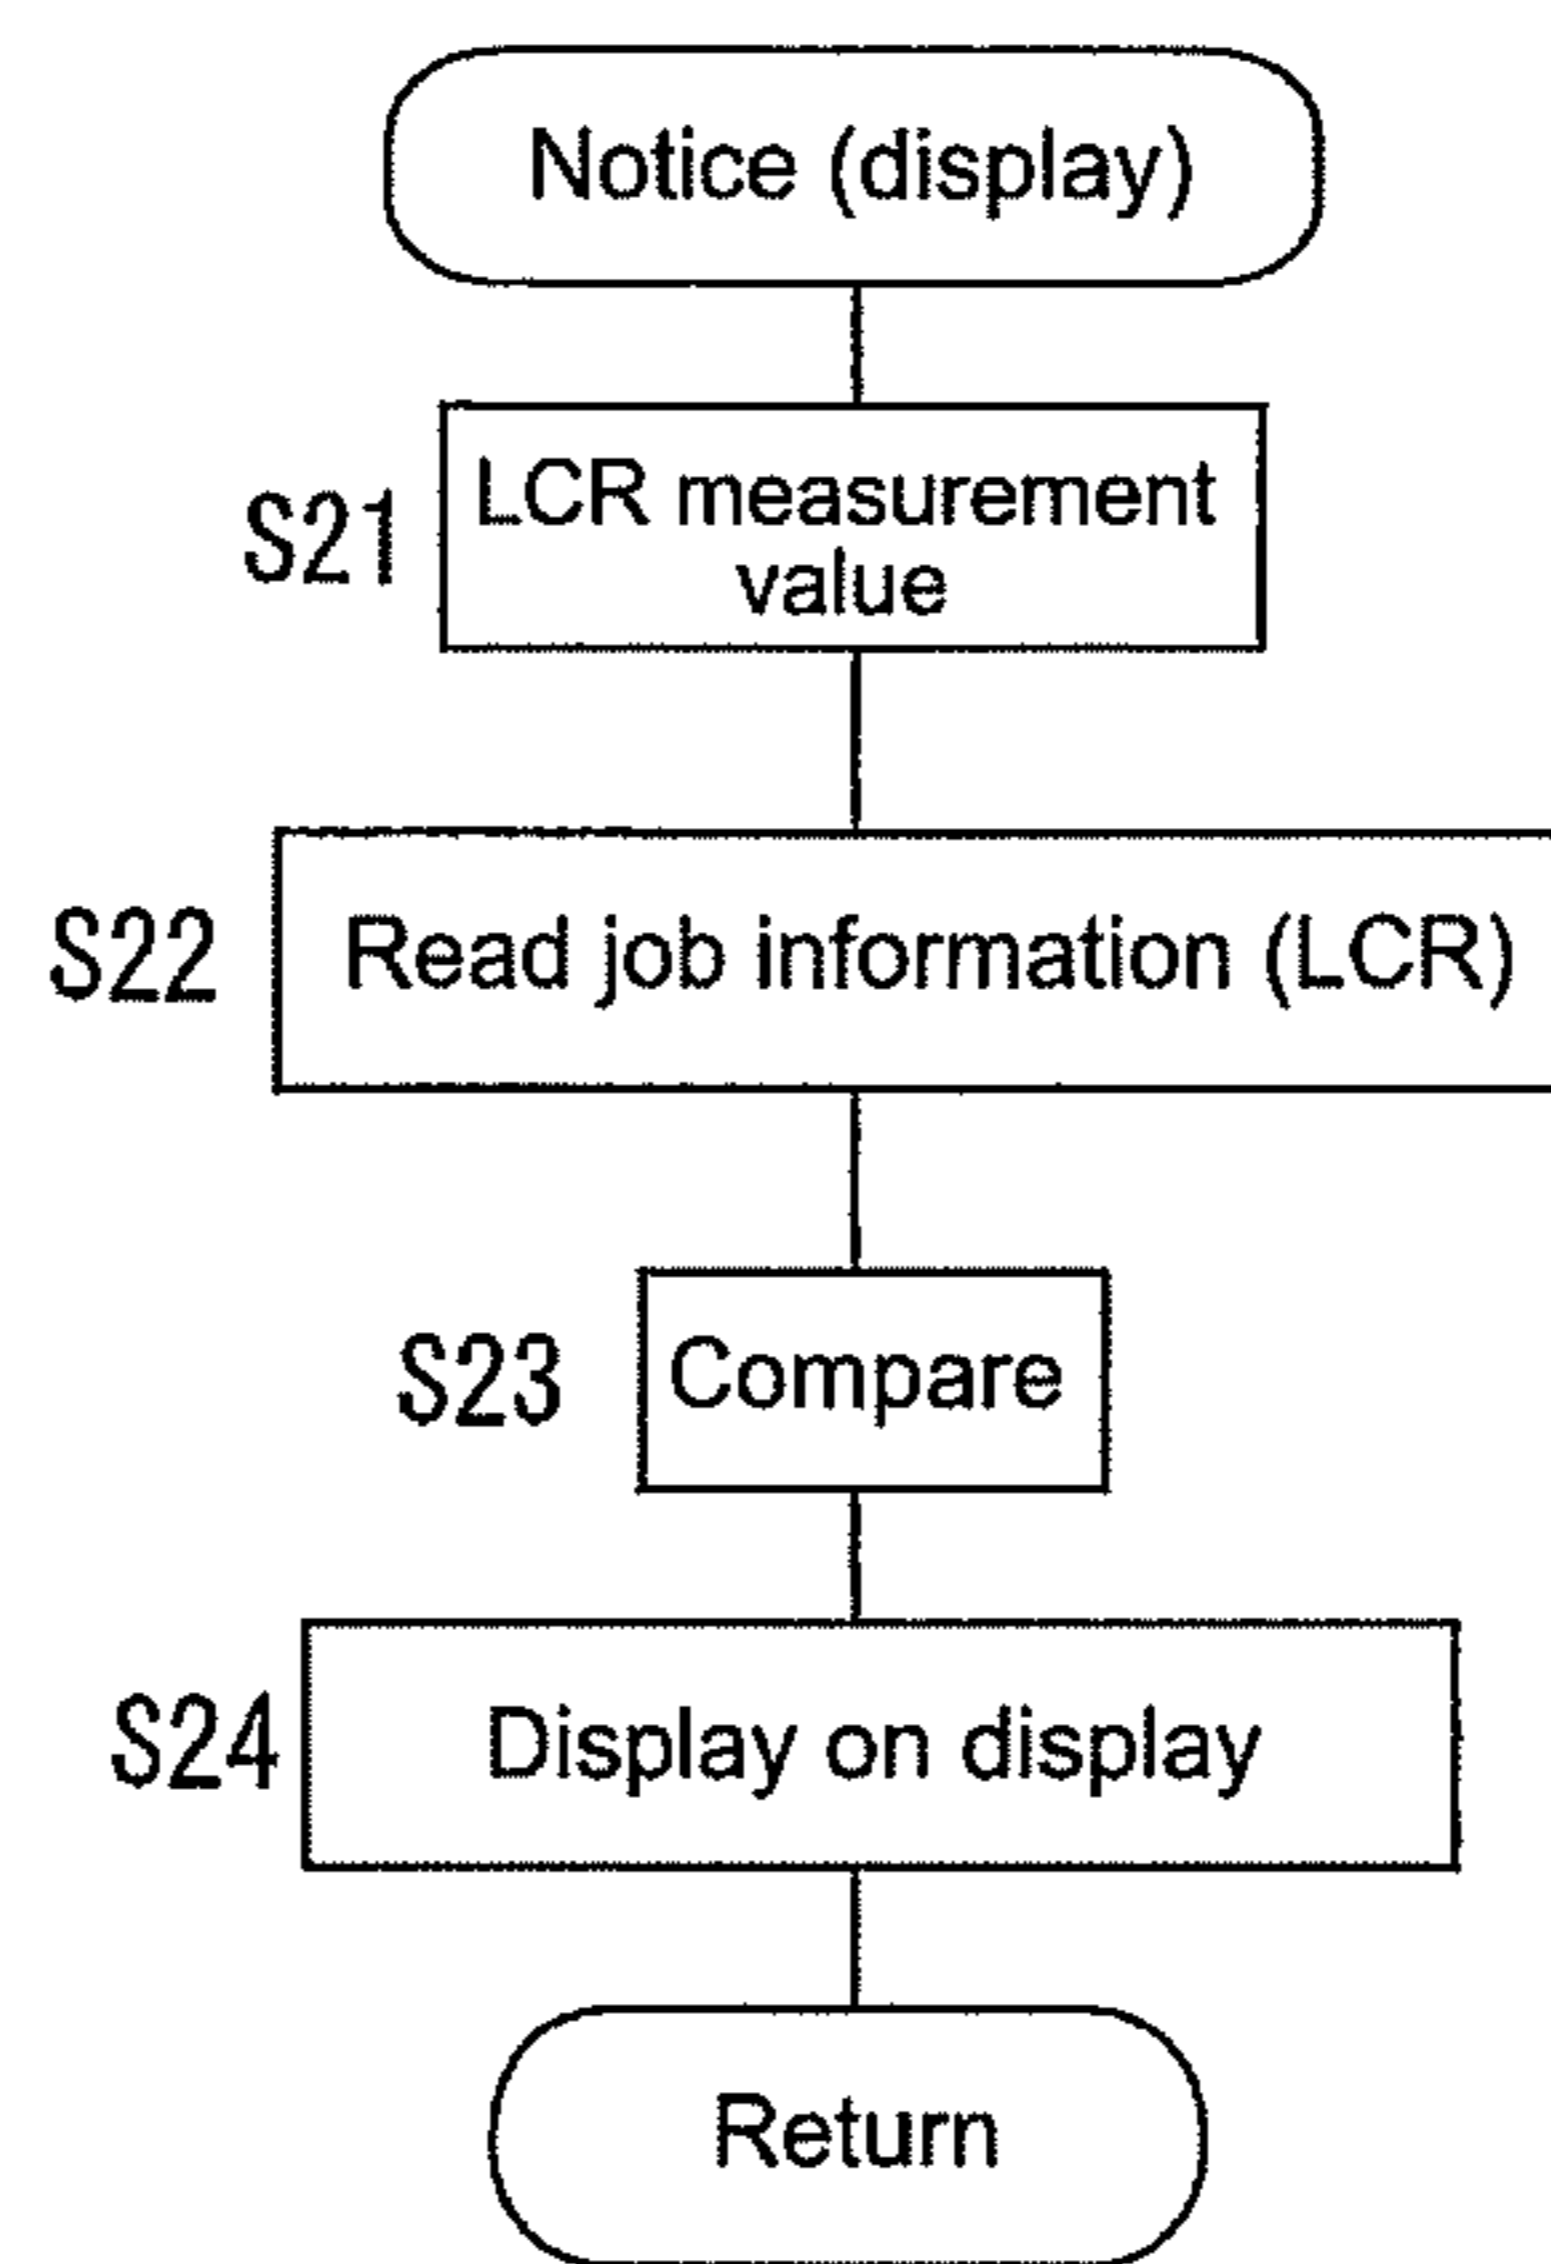 Notice (display)
S21
LCR measurement
value
S22
Read job information (LCR)
S23
Compare
S24
Display on display
Return